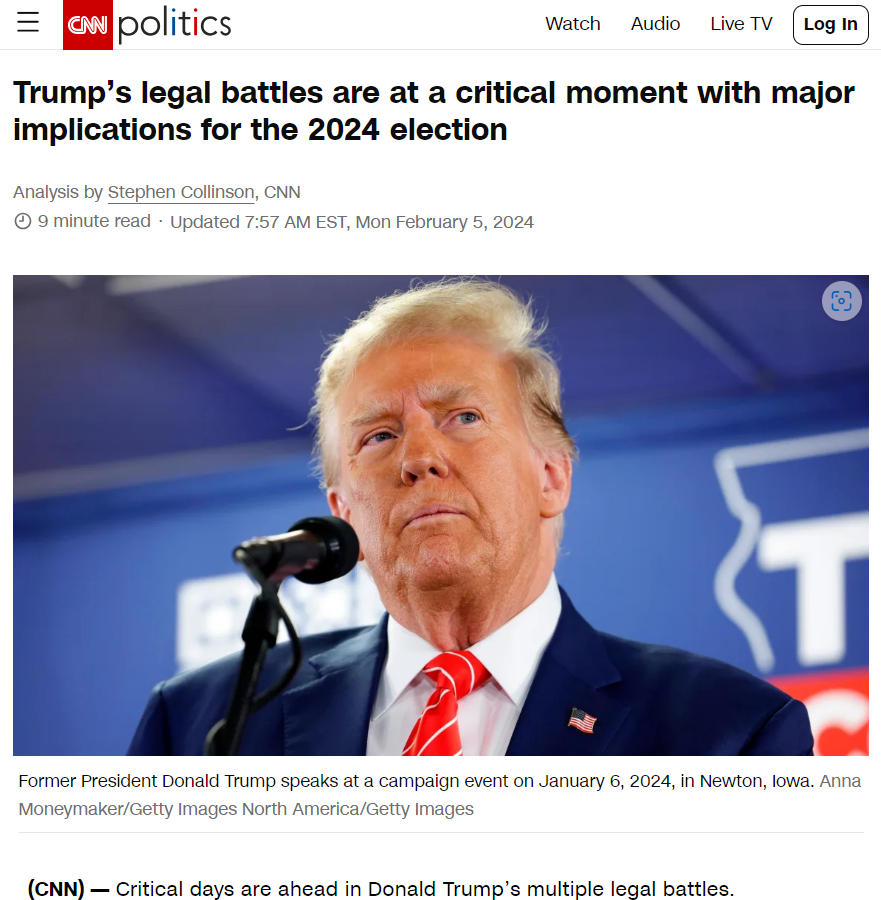 CNN politics
Watch Audio Live TV Log In
Trump’s legal battles are at a critical moment with major
implications for the 2024 election
Analysis by Stephen Collinson, CNN
9 minute read · Updated 7:57 AM EST, Mon February 5, 2024
Former President Donald Trump speaks at a campaign event on January 6, 2024, in Newton, Iowa. Anna
Moneymaker/Getty Images North America/Getty Images
(CNN) — Critical days are ahead in Donald Trump’s multiple legal battles.